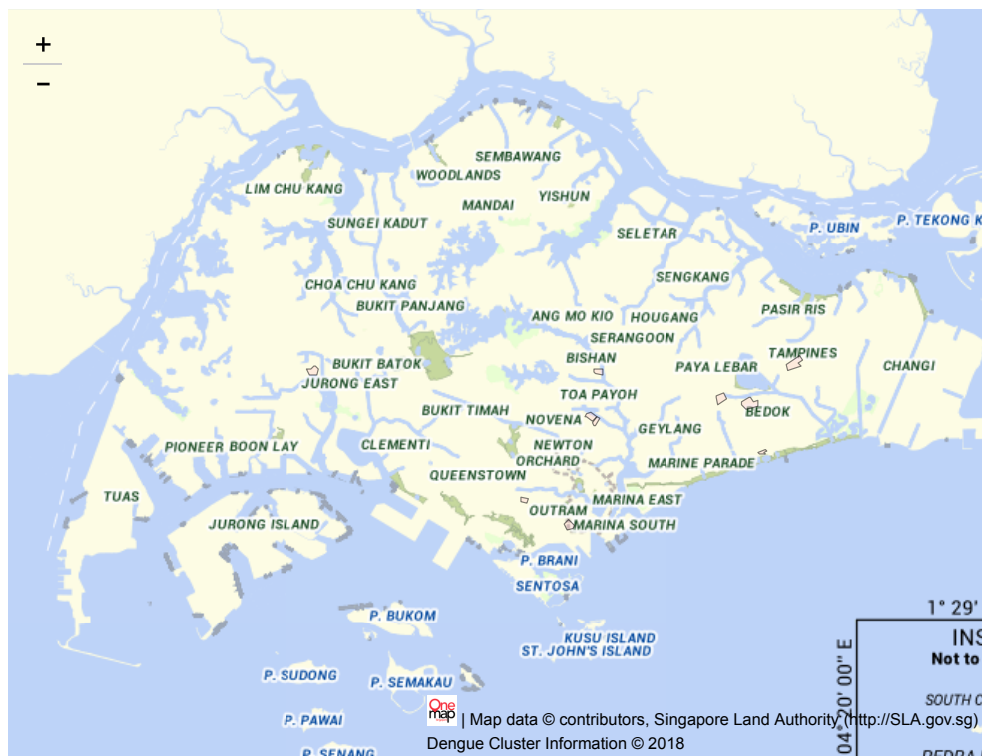 +
−
SEMBAWANG
WOODLANDS
LIM CHU KANG
YISHUN
MANDAI
SUNGEI KADUT
P. TEKONG K
P. UBIN
SELETAR
SENGKANG
CHOA CHU KANG
BUKIT PANJANG
PASIR RIS
ANG MO KIO
HOUGANG
SERANGOON
TAMPINES
BISHAN
BUKIT BATOK
PAYA LEBAR
CHANGI
JURONG EAST
TOA PAYOH
BUKIT TIMAH
BEDOK
NOVENA
GEYLANG
PIONEER
BOON LAY
CLEMENTI
NEWTON
ORCHARD
MARINE PARADE
QUEENSTOWN
TUAS
MARINA EAST
OUTRAM
JURONG ISLAND
MARINA SOUTH
P. BRANI
SENTOSA
P. BUKOM
1° 29'
KUSU ISLAND
INS
ST. JOHN'S ISLAND
Not to
P. SUDONG
P. SEMAKAU
04°20' 00" E
SOUTH C
P. PAWAI
One map
| Map data © contributors, Singapore Land Authority (http://SLA.gov.sg)
P. SENANG
Dengue Cluster Information © 2018
PEDRA